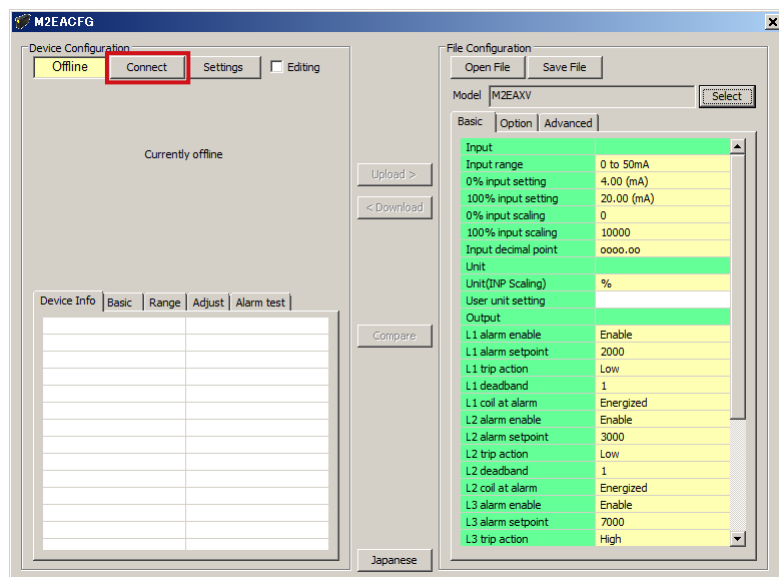 M2EACFG
Device Configuration
Offline Connect Settings Editing
Currently offline
Device Info Basic Range Adjust Alarm test
Upload >
< Download
Compare
Japanese
File Configuration
Open File Save File
Model M2EAXV Select
Basic Option Advanced
Input
Input range 0 to 50mA
0% input setting 4.00 (mA)
100% input setting 20.00 (mA)
0% input scaling 0
100% input scaling 10000
Input decimal point oooo.oo
Unit
Unit(INP Scaling) %
User unit setting
Output
L1 alarm enable Enable
L1 alarm setpoint 2000
L1 trip action Low
L1 deadband 1
L1 coil at alarm Energized
L2 alarm enable Enable
L2 alarm setpoint 3000
L2 trip action Low
L2 deadband 1
L2 coil at alarm Energized
L3 alarm enable Enable
L3 alarm setpoint 7000
L3 trip action High